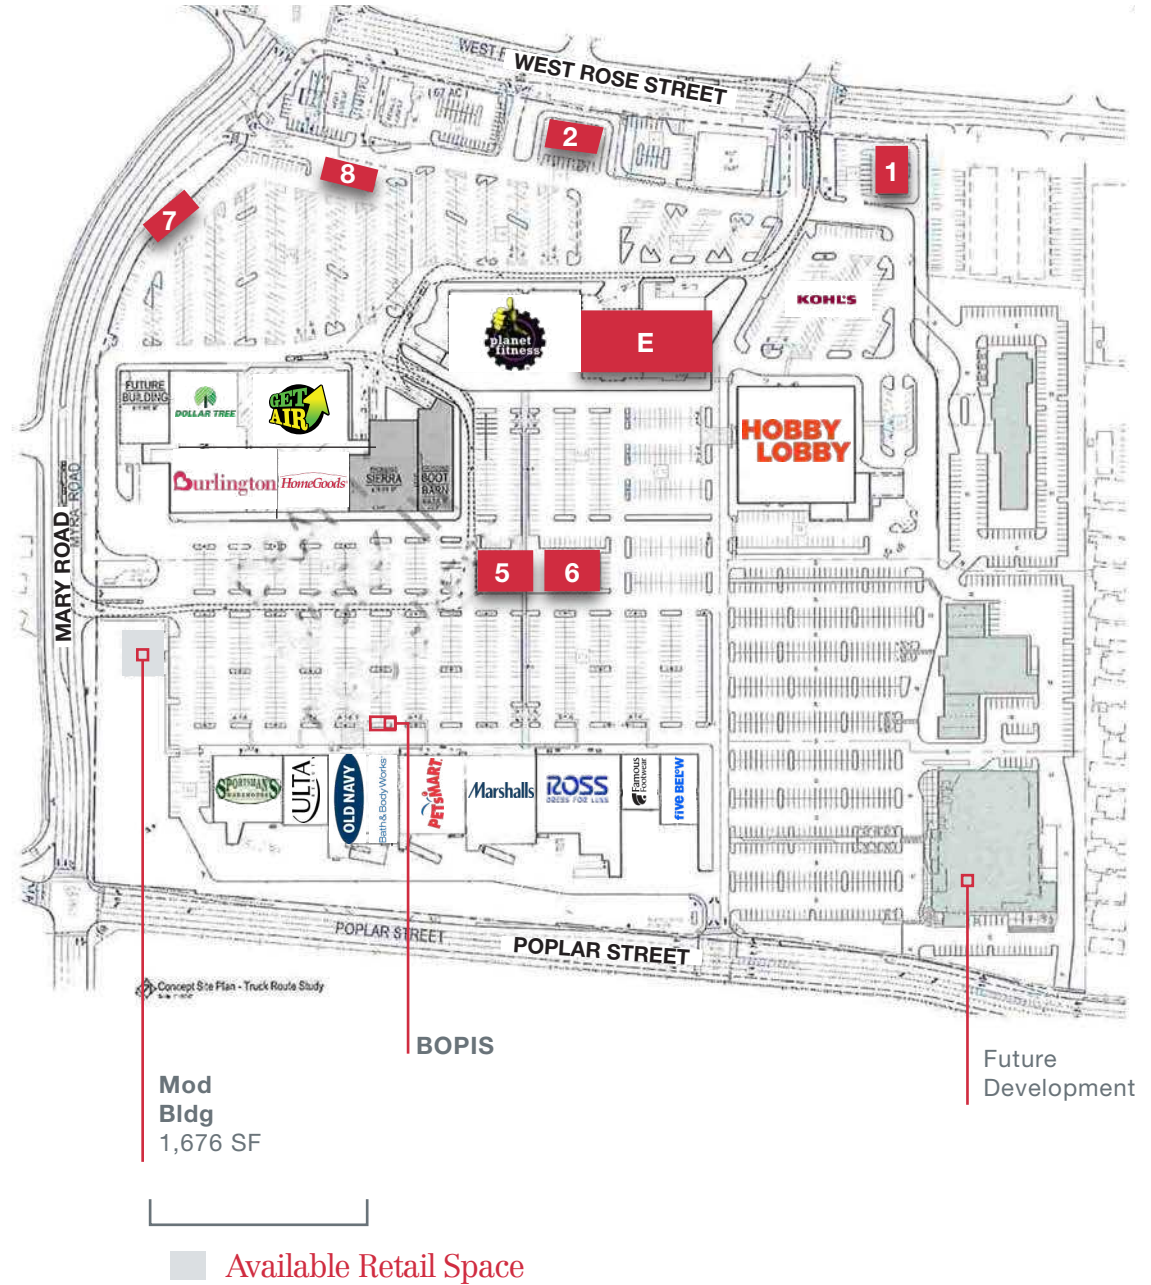 WEST ROSE STREET
2
1
8
7
KOHL'S
planet
fitness
E
FUTURE
BUILDING
DOLLAR TREE
GET
AIR
HOBBY
LOBBY
Burlington
HomeGoods
SIERRA
BOOT
BARN
MARY ROAD
MYRA ROAD
5
6
SPORTSMAN'S
WAREHOUSE
ULTA
OLD NAVY
Bath & Body Works
PETSMART
Marshalls
ROSS
DRESS FOR LESS
Famous
Footwear
five BELOW
POPLAR STREET
POPLAR STREET
Concept Site Plan - Truck Route Study
BOPIS
Mod
Bldg
1,676 SF
Future
Development
Available Retail Space